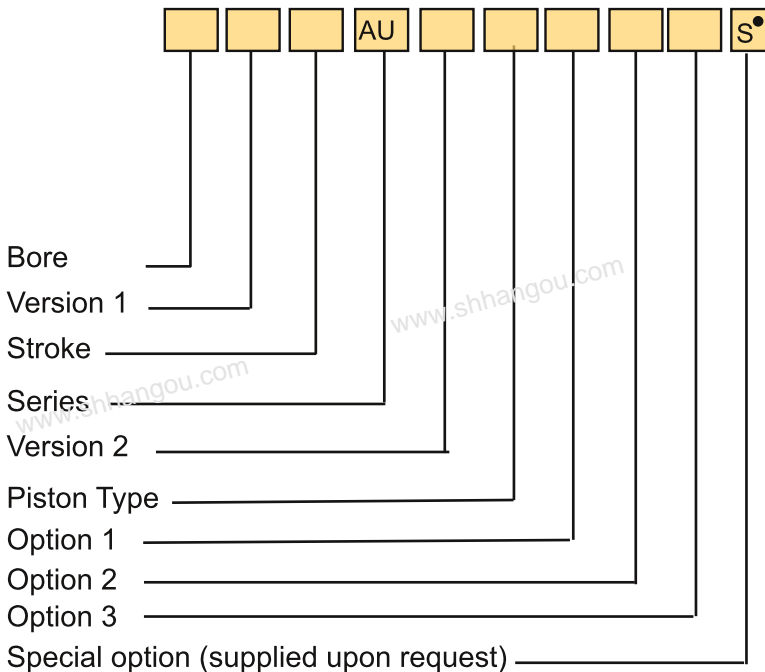 AU S●
Bore
www.shhangou.com
Version 1
Stroke
www.shhangou.com
Series
Version 2
Piston Type
Option 1
Option 2
Option 3
Special option (supplied upon request)